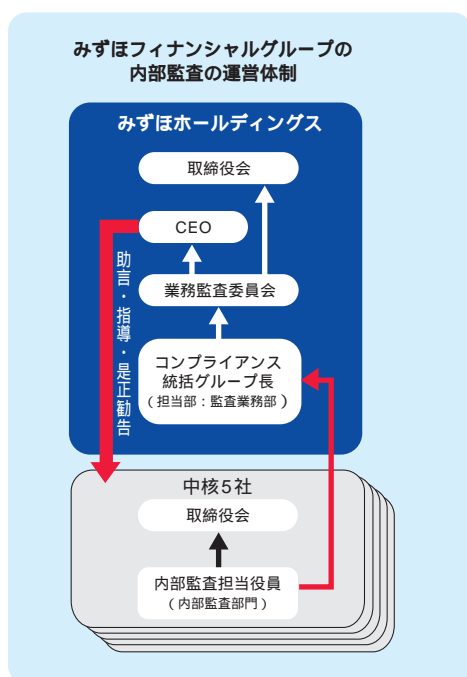 みずほフィナンシャルグループの
内部監査の運営体制
みずほホールディングス
取締役会
CEO
業務監査委員会
助言・指導・是正勧告
コンプライアンス
統括グループ長
(担当部:監査業務部)
中核5社
取締役会
内部監査担当役員
(内部監査部門)